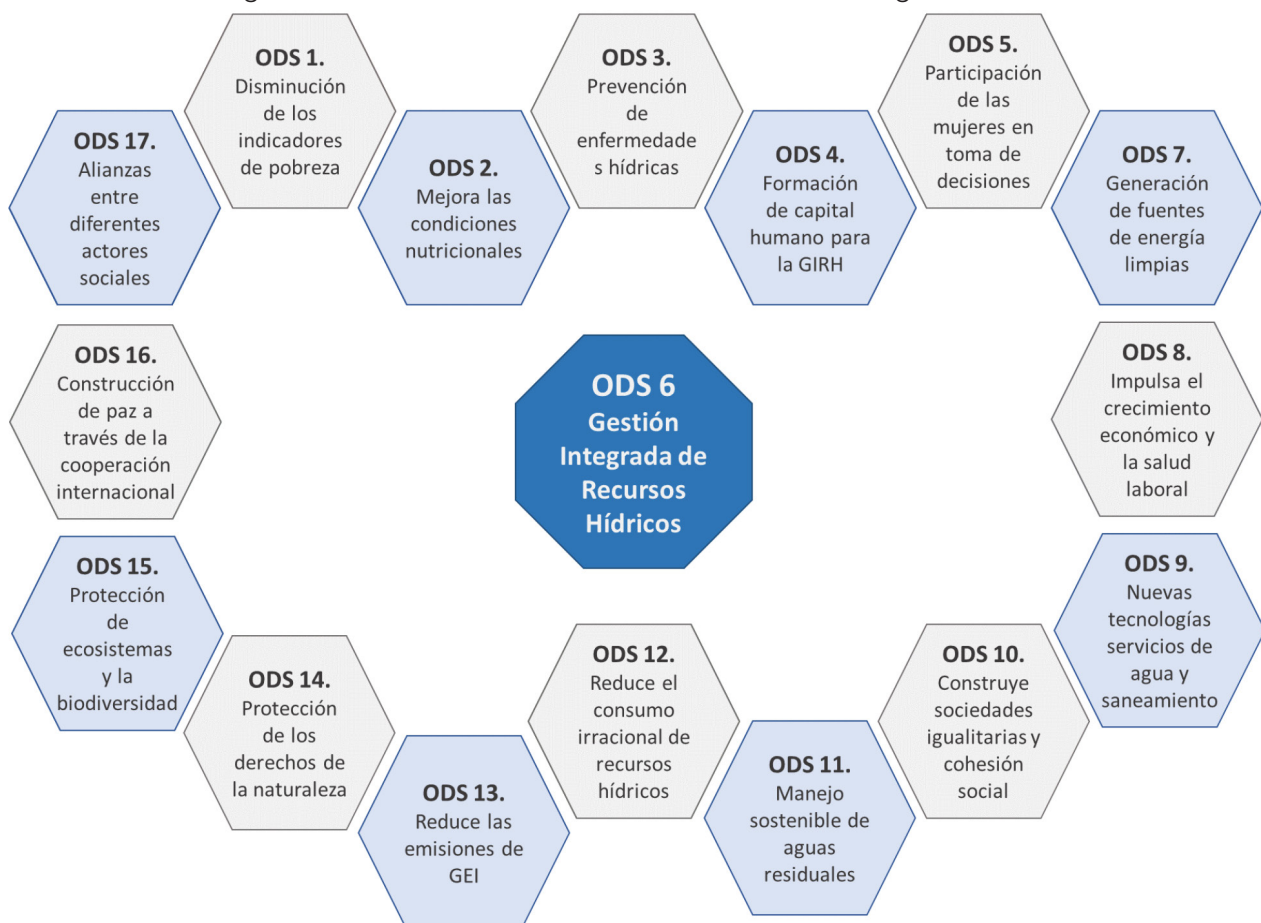 ODS 1.
Disminución
de los
indicadores
de pobreza
ODS 3.
Prevención
de
enfermedade
s hídricas
ODS 5.
Participación
de las
mujeres en
toma de
decisiones
ODS 17.
Alianzas
entre
diferentes
actores
sociales
ODS 2.
Mejora las
condiciones
nutricionales
ODS 4.
Formación
de capital
humano para
la GIRH
ODS 7.
Generación
de fuentes
de energía
limpias
ODS 16.
Construcción
de paz a
través de la
cooperación
internacional
ODS 6
Gestión
Integrada de
Recursos
Hídricos
ODS 8.
Impulsa el
crecimiento
económico y
la salud
laboral
ODS 15.
Protección
de
ecosistemas
y la
biodiversidad
ODS 9.
Nuevas
tecnologías
servicios de
agua y
saneamiento
ODS 14.
Protección
de los
derechos de
la naturaleza
ODS 12.
Reduce el
consumo
irracional de
recursos
hídricos
ODS 10.
Construye
sociedades
igualitarias y
cohesión
social
ODS 13.
Reduce las
emisiones de
GEI
ODS 11.
Manejo
sostenible de
aguas
residuales